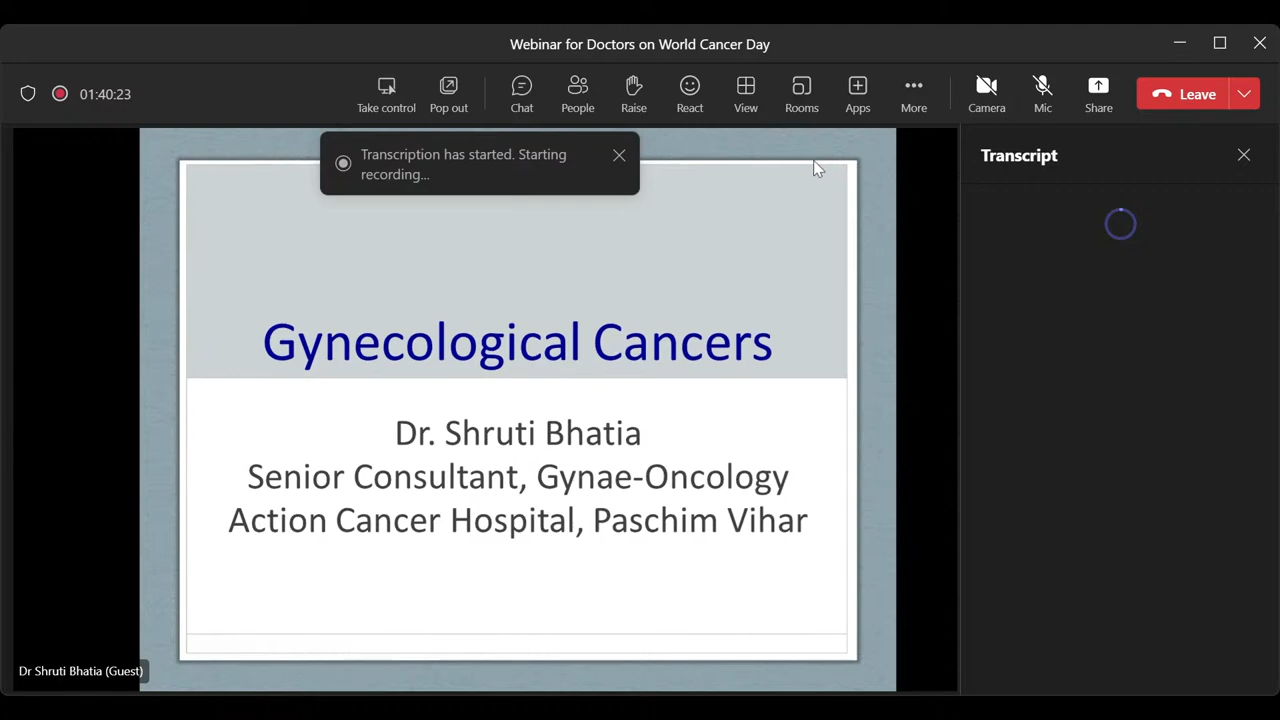 Webinar for Doctors on World Cancer Day
01:40:23
Take control
Pop out
Chat
People
Raise
React
View
Rooms
Apps
More
Camera
Mic
Share
Leave
Transcription has started. Starting
recording...
Transcript
Gynecological Cancers
Dr. Shruti Bhatia
Senior Consultant, Gynae-Oncology
Action Cancer Hospital, Paschim Vihar
Dr Shruti Bhatia (Guest)